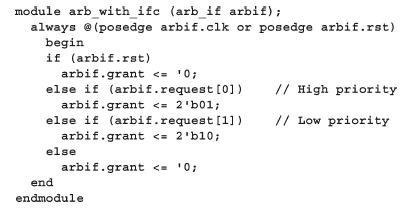 module arb_with_ifc (arb_if arbif);
  always @(posedge arbif.clk or posedge arbif.rst)
    begin
    if (arbif.rst)
      arbif.grant <= '0;
    else if (arbif.request[0])    // High priority
      arbif.grant <= 2'b01;
    else if (arbif.request[1])    // Low priority
      arbif.grant <= 2'b10;
    else
      arbif.grant <= '0;
  end
endmodule